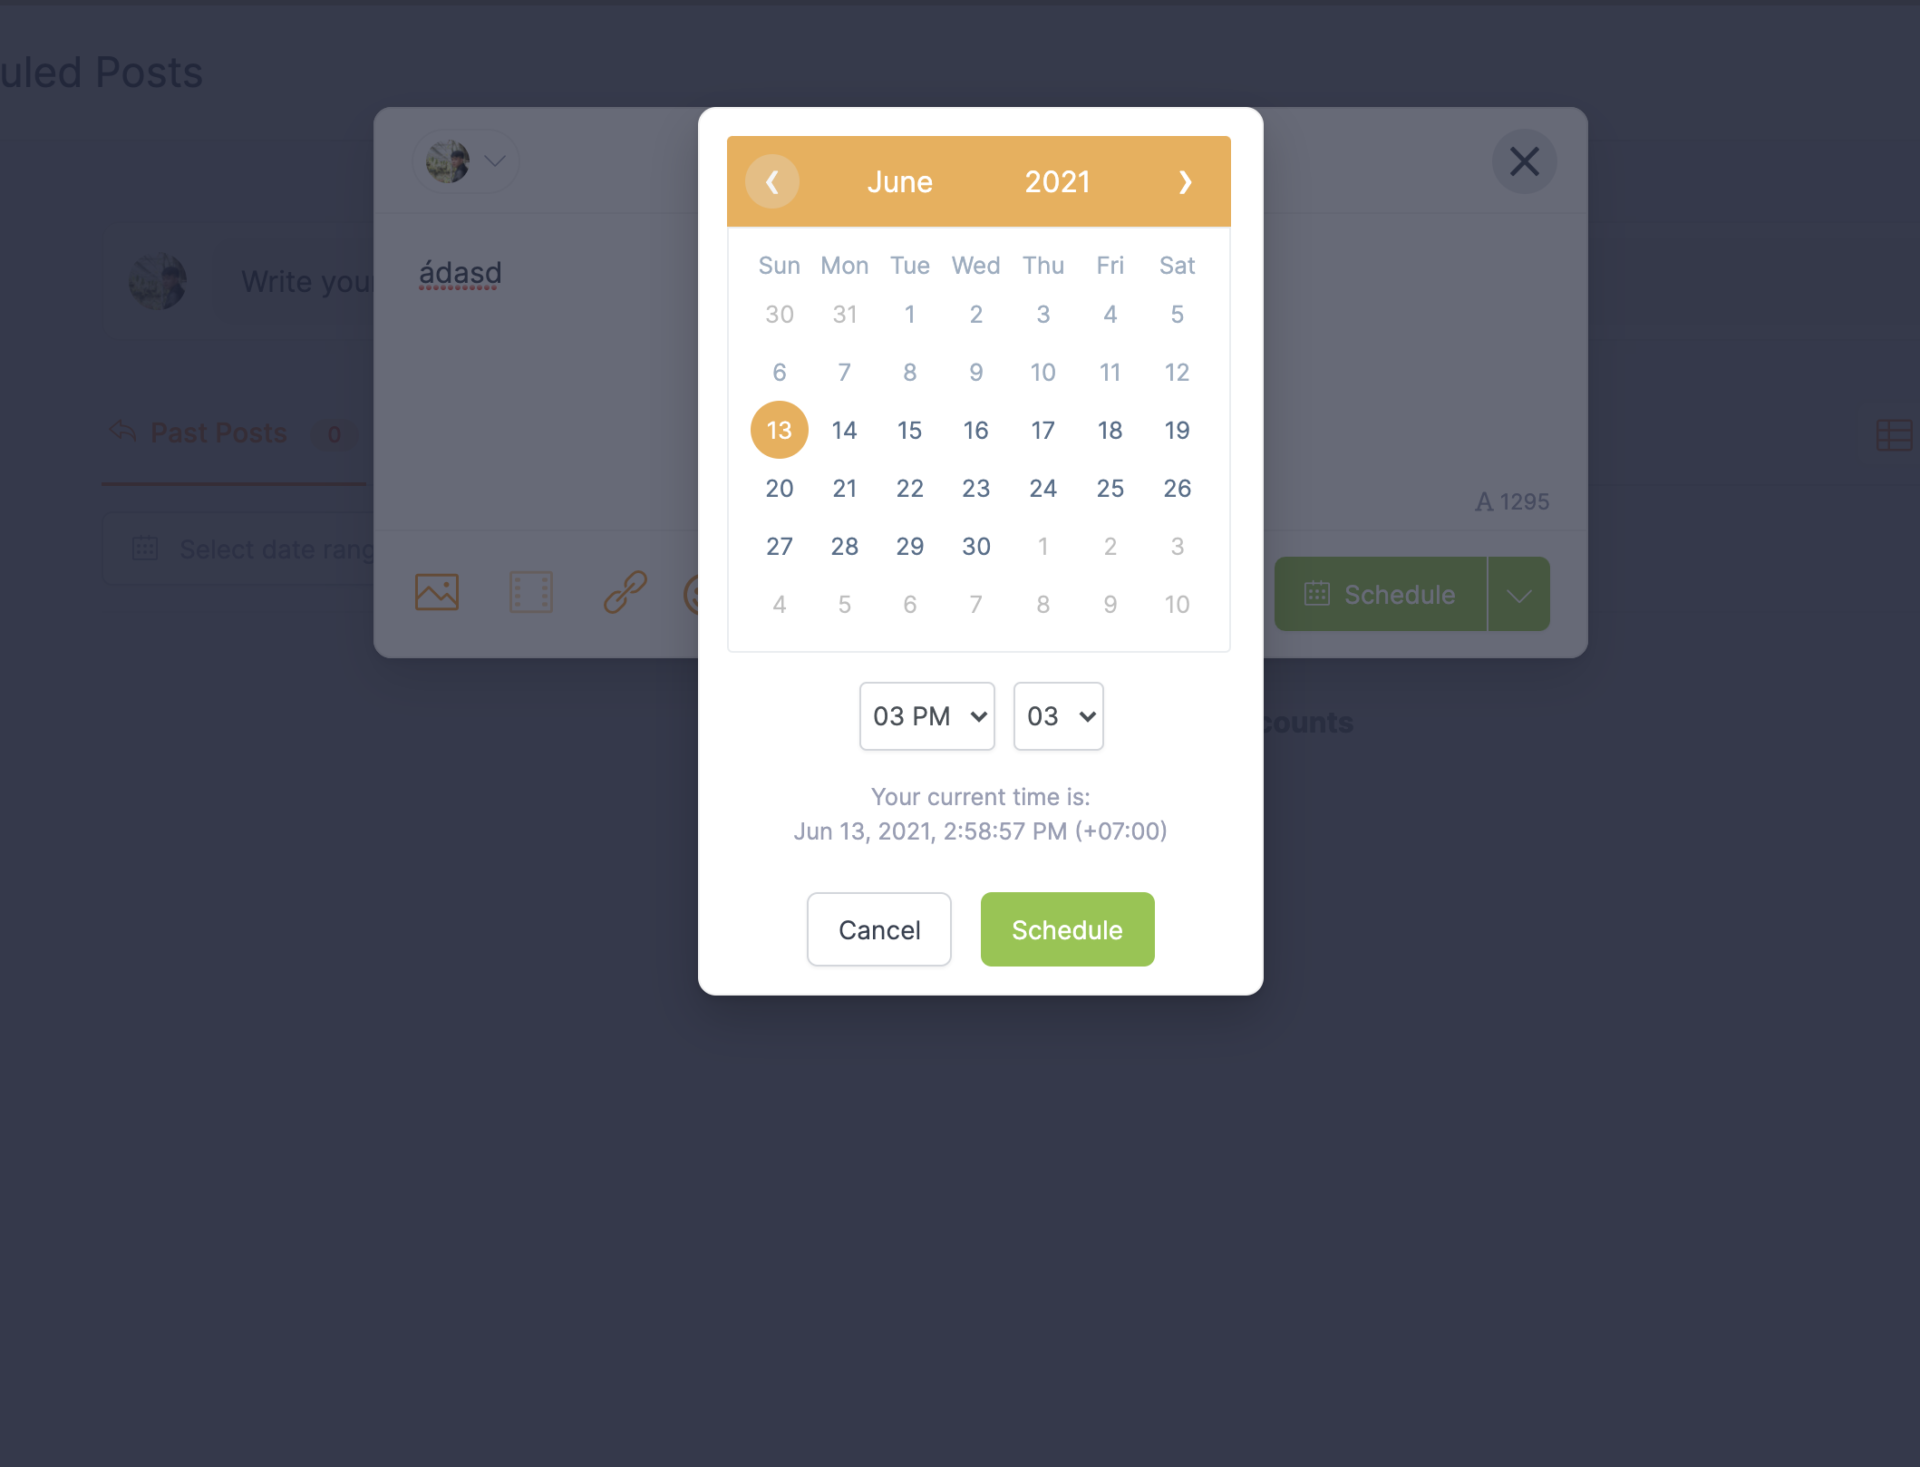 uled Posts
ádasd
Write you
Past Posts 0
Select date rang
A 1295
Schedule
counts
June 2021
Sun Mon Tue Wed Thu Fri Sat
30 31 1 2 3 4 5
6 7 8 9 10 11 12
13 14 15 16 17 18 19
20 21 22 23 24 25 26
27 28 29 30 1 2 3
4 5 6 7 8 9 10
03 PM 03
Your current time is:
Jun 13, 2021, 2:58:57 PM (+07:00)
Cancel Schedule